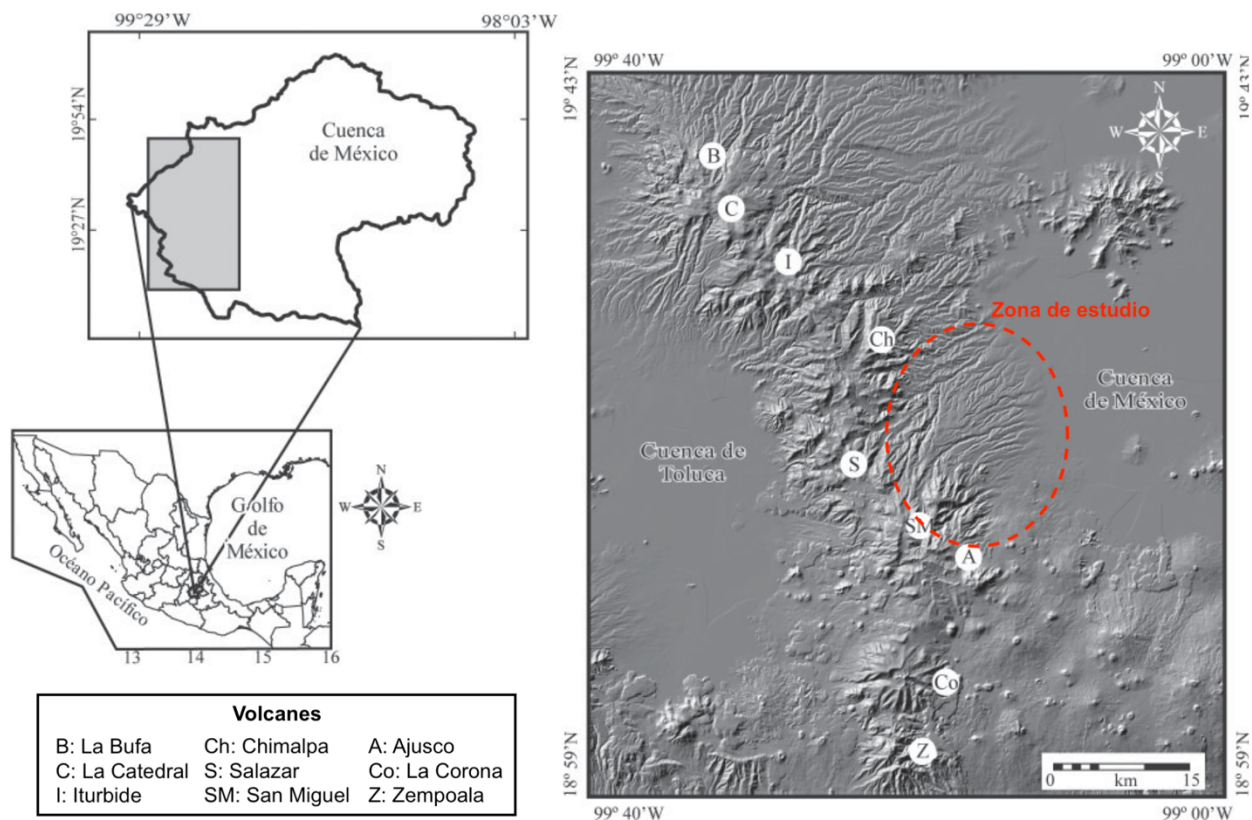 99°29'W
98°03'W
19°54'N
19°27'N
Cuenca
de México
N
W
E
S
Golfo
de
México
Océano Pacífico
13
14
15
16
Volcanes
B: La Bufa
Ch: Chimalpa
A: Ajusco
C: La Catedral
S: Salazar
Co: La Corona
I: Iturbide
SM: San Miguel
Z: Zempoala
99° 40'W
99° 00'W
19° 43'N
19° 43'N
N
W
E
S
B
C
I
Zona de estudio
Ch
Cuenca
de México
Cuenca de
Toluca
S
SM
A
Co
Z
0
km
15
18° 59'N
18° 59'N
99° 40'W
99° 00'W